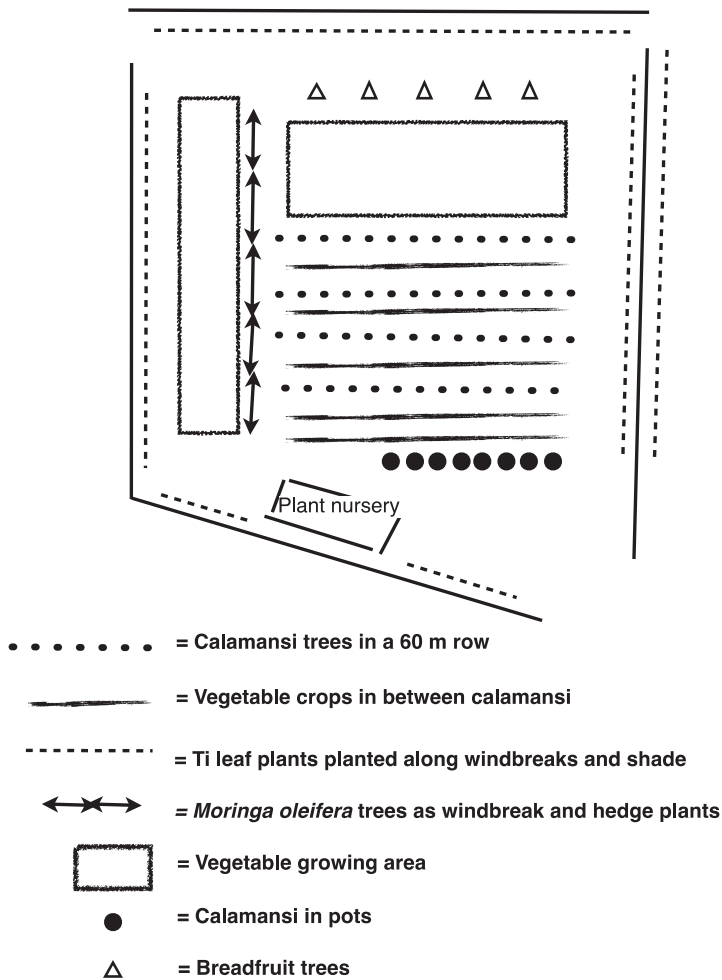 Plant nursery
= Calamansi trees in a 60 m row
= Vegetable crops in between calamansi
= Ti leaf plants planted along windbreaks and shade
= Moringa oleifera trees as windbreak and hedge plants
= Vegetable growing area
= Calamansi in pots
= Breadfruit trees